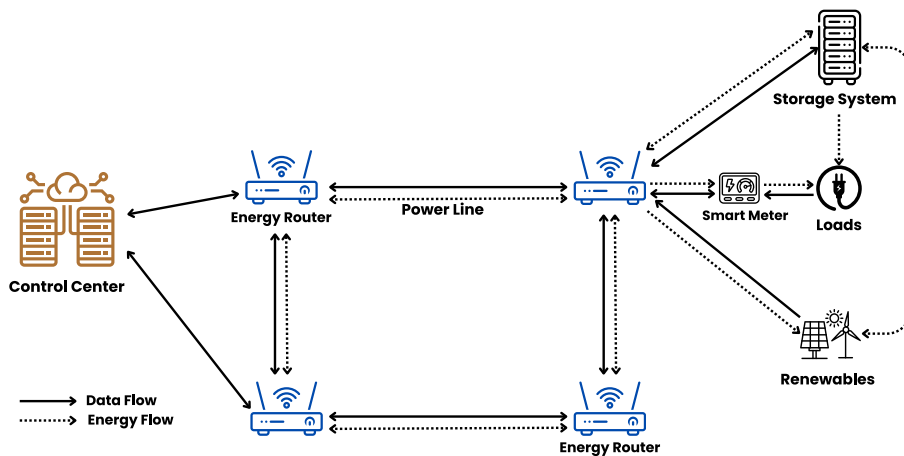 Storage System
Energy Router
Power Line
Smart Meter
Loads
Control Center
Renewables
Data Flow
Energy Flow
Energy Router